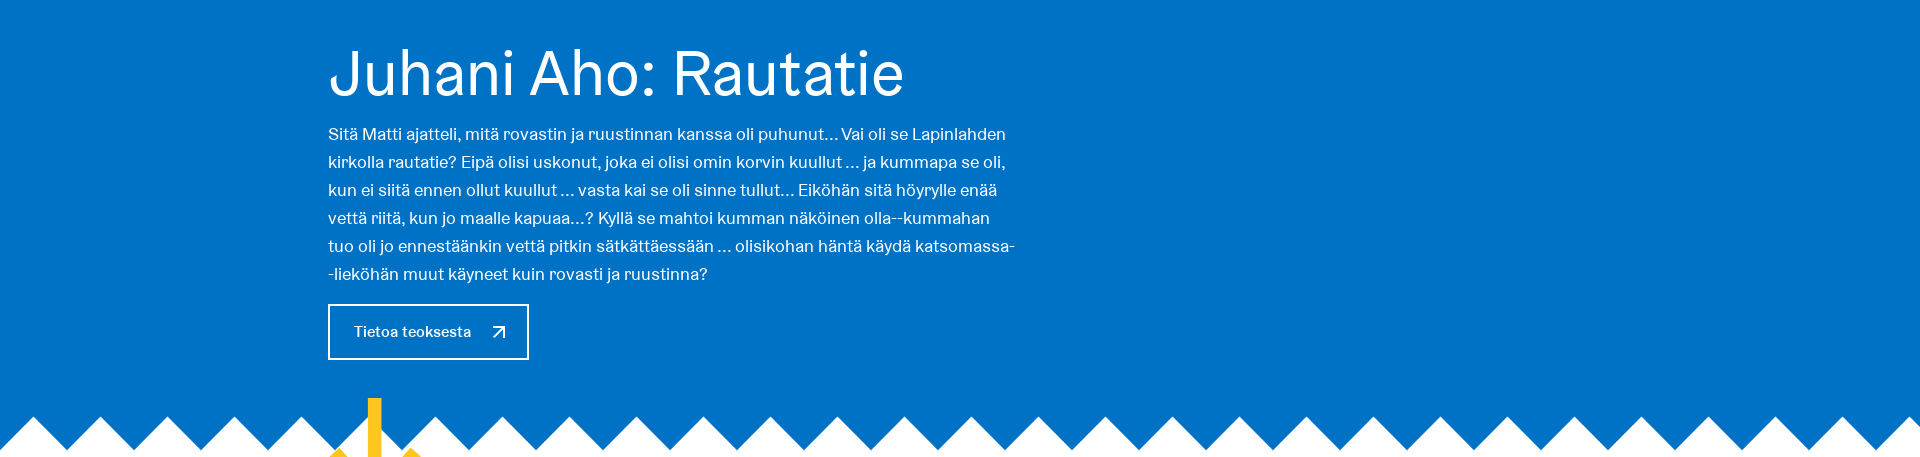 Juhani Aho: Rautatie
Sitä Matti ajatteli, mitä rovastin ja ruustinnan kanssa oli puhunut... Vai oli se Lapinlahden
kirkolla rautatie? Eipä olisi uskonut, joka ei olisi omin korvin kuullut ... ja kummapa se oli,
kun ei siitä ennen ollut kuullut ... vasta kai se oli sinne tullut... Eiköhän sitä höyrylle enää
vettä riitä, kun jo maalle kapuaa...? Kyllä se mahtoi kumman näköinen olla--kummahan
tuo oli jo ennestäänkin vettä pitkin sätkättäessään ... olisikohan häntä käydä katsomassa-
-lieköhän muut käyneet kuin rovasti ja ruustinna?
Tietoa teoksesta